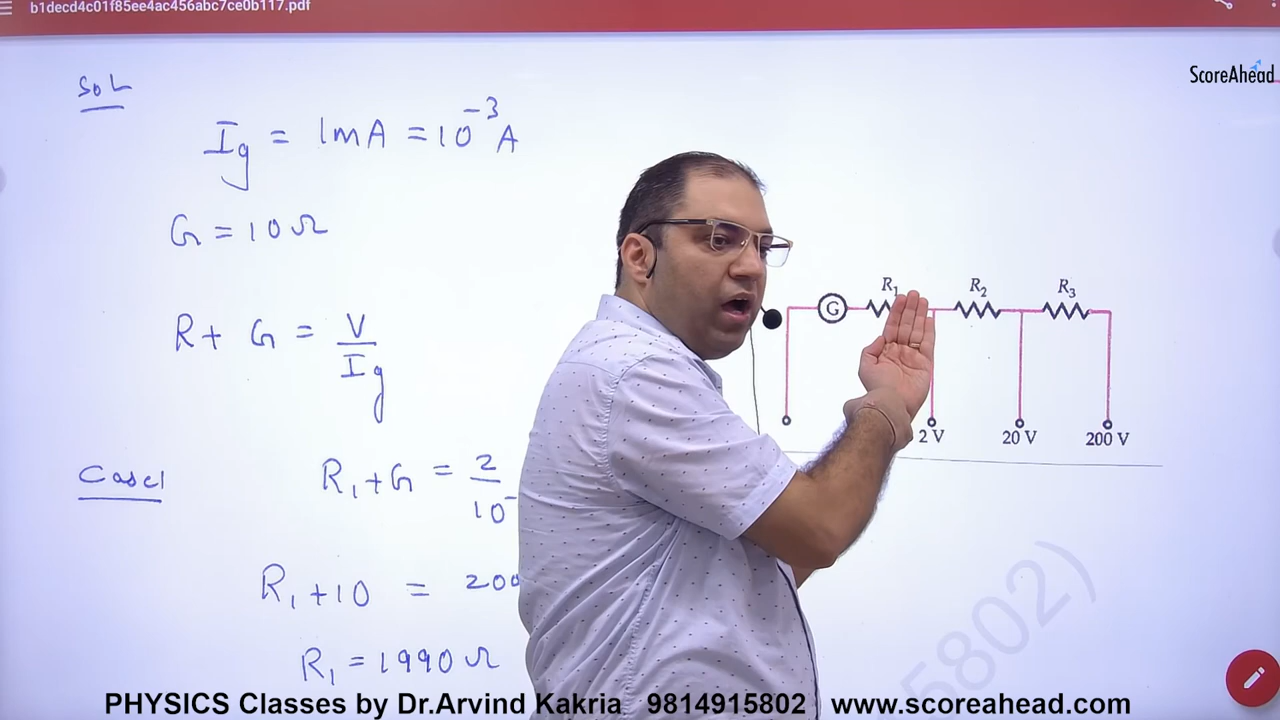 b1decd4c01f85ee4ac456abc7ce0b117.pdf
ScoreAhead
Sol
Ig = 1mA = 10⁻³ A
G = 10 Ω
R + G = V / Ig
R₁ R₂ R₃
G
2 V 20 V 200 V
Case1
R₁ + G = 2 / 10⁻
R₁ + 10 = 200
R₁ = 1990 Ω
5802)
PHYSICS Classes by Dr.Arvind Kakria 9814915802 www.scoreahead.com